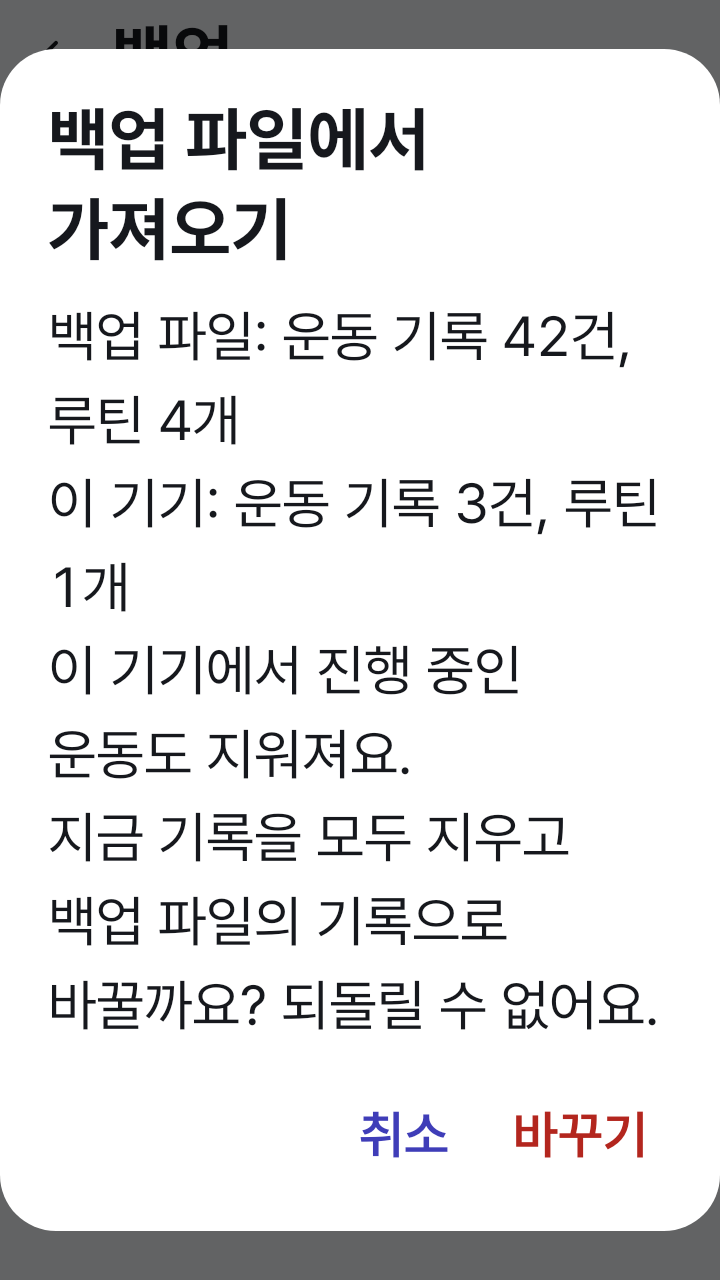 백업
백업 파일에서
가져오기
백업 파일: 운동 기록 42건,
루틴 4개
이 기기: 운동 기록 3건, 루틴
1개
이 기기에서 진행 중인
운동도 지워져요.
지금 기록을 모두 지우고
백업 파일의 기록으로
바꿀까요? 되돌릴 수 없어요.
취소 바꾸기